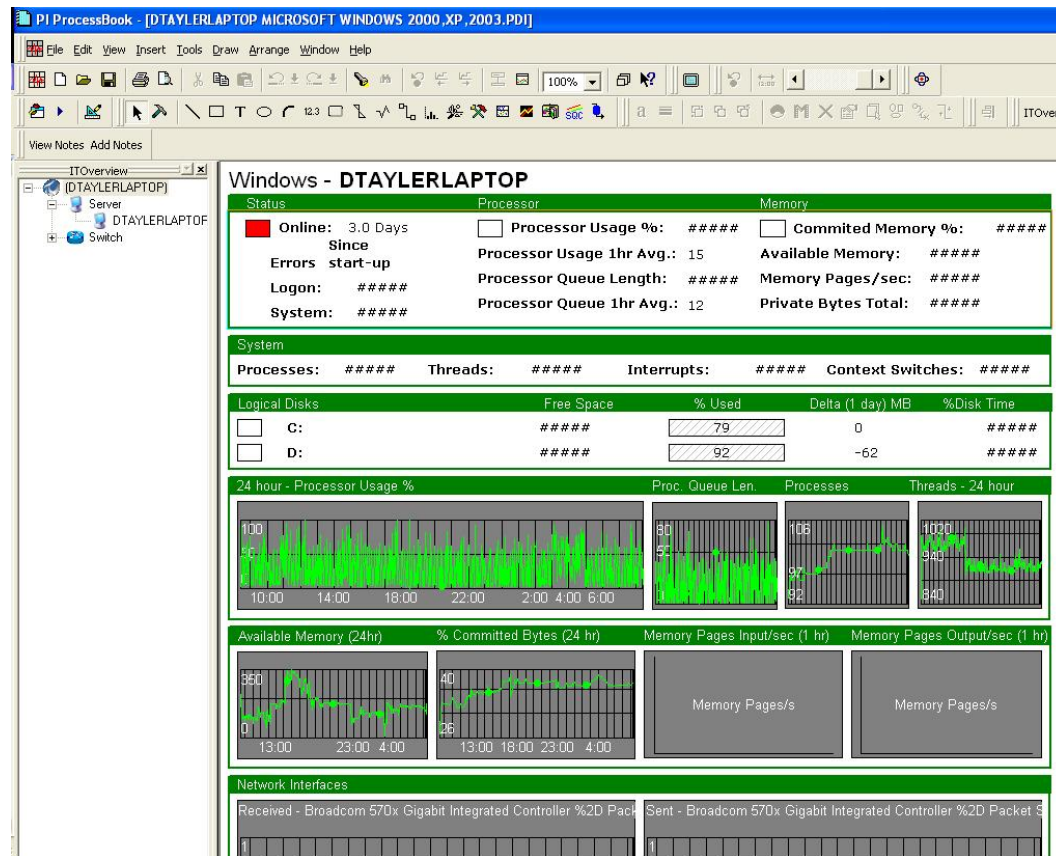 PI ProcessBook - [DTAYLERLAPTOP MICROSOFT WINDOWS 2000,XP,2003.PDI]
File Edit View Insert Tools Draw Arrange Window Help
100%
T 12.3 SQC a = M X ITOve
View Notes Add Notes
ITOverview
(DTAYLERLAPTOP)
Server
DTAYLERLAPTOP
Switch
Windows - DTAYLERLAPTOP
Status Processor Memory
Online: 3.0 Days Processor Usage %: ##### Commited Memory %: #####
Since
Errors start-up Processor Usage 1hr Avg.: 15 Available Memory: #####
Logon: ##### Processor Queue Length: ##### Memory Pages/sec: #####
System: ##### Processor Queue 1hr Avg.: 12 Private Bytes Total: #####
System
Processes: ##### Threads: ##### Interrupts: ##### Context Switches: #####
Logical Disks Free Space % Used Delta (1 day) MB %Disk Time
C: ##### 79 0 #####
D: ##### 92 -62 #####
24 hour - Processor Usage % Proc. Queue Len. Processes Threads - 24 hour
100 80 106 1020
50 55 97 940
0 92 840
10:00 14:00 18:00 22:00 2:00 4:00 6:00
Available Memory (24hr) % Committed Bytes (24 hr) Memory Pages Input/sec (1 hr) Memory Pages Output/sec (1 hr)
350 40
Memory Pages/s Memory Pages/s
0 26
13:00 23:00 4:00 13:00 18:00 23:00 4:00
Network Interfaces
Received - Broadcom 570x Gigabit Integrated Controller %2D Pack Sent - Broadcom 570x Gigabit Integrated Controller %2D Packet S
1 1